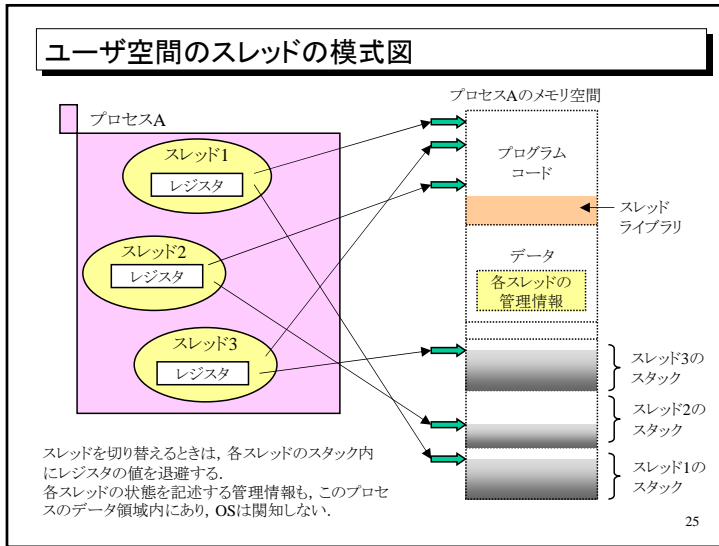 ユーザ空間のスレッドの模式図
プロセスA
スレッド1
レジスタ
スレッド2
レジスタ
スレッド3
レジスタ
プロセスAのメモリ空間
プログラム
コード
スレッド
ライブラリ
データ
各スレッドの
管理情報
スレッド3の
スタック
スレッド2の
スタック
スレッド1の
スタック
スレッドを切り替えるときは, 各スレッドのスタック内
にレジスタの値を退避する.
各スレッドの状態を記述する管理情報も, このプロセ
スのデータ領域内にあり, OSは関知しない.
25